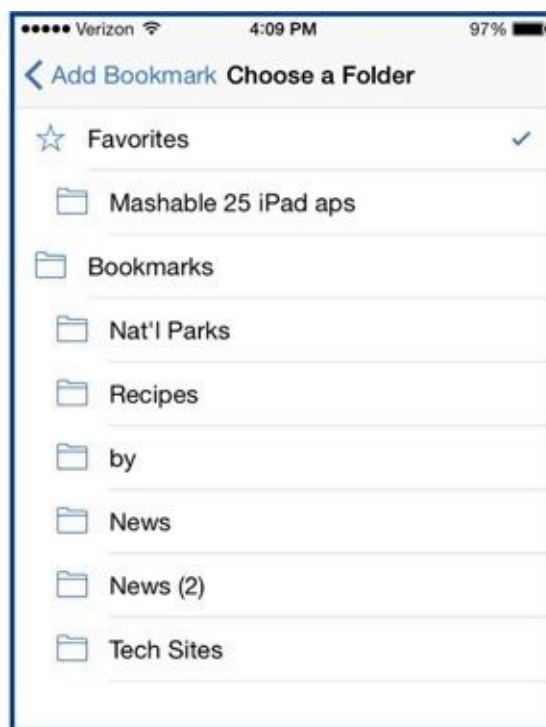 Verizon 4:09 PM 97%
Add Bookmark Choose a Folder
Favorites
Mashable 25 iPad aps
Bookmarks
Nat'l Parks
Recipes
by
News
News (2)
Tech Sites